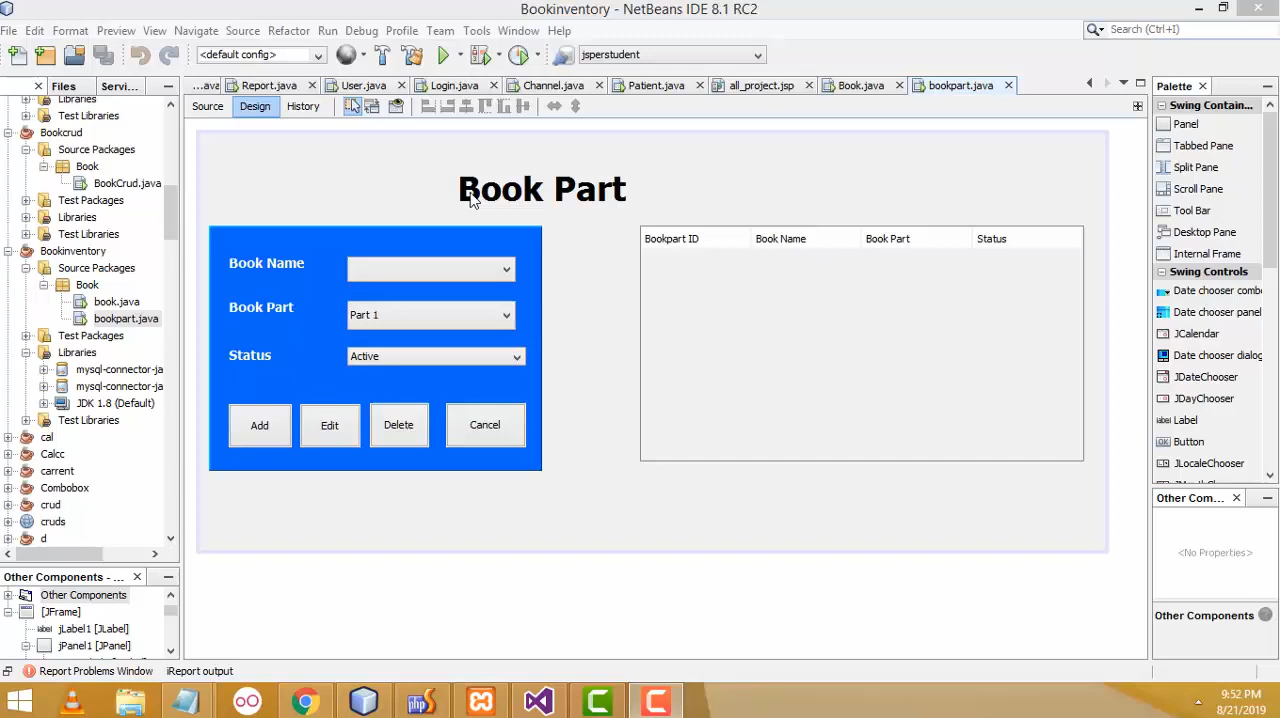 Bookinventory - NetBeans IDE 8.1 RC2
File Edit Format Preview View Navigate Source Refactor Run Debug Profile Team Tools Window Help
Search (Ctrl+I)
<default config>
jsperstudent
Files Servi...
...ava Report.java User.java Login.java Channel.java Patient.java all_project.jsp Book.java bookpart.java
Source Design History
Libraries
Test Libraries
Bookcrud
Source Packages
Book
BookCrud.java
Test Packages
Libraries
Test Libraries
Bookinventory
Source Packages
Book
book.java
bookpart.java
Test Packages
Libraries
mysql-connector-ja
mysql-connector-ja
JDK 1.8 (Default)
Test Libraries
cal
Calcc
carrent
Combobox
crud
cruds
d
Other Components - ...
Other Components
[JFrame]
jLabel1 [JLabel]
jPanel1 [JPanel]
Book Part
Book Name
Book Part
Part 1
Status
Active
Add
Edit
Delete
Cancel
Bookpart ID Book Name Book Part Status
Palette
Swing Contain...
Panel
Tabbed Pane
Split Pane
Scroll Pane
Tool Bar
Desktop Pane
Internal Frame
Swing Controls
Date chooser comb
Date chooser panel
JCalendar
Date chooser dialog
JDateChooser
JDayChooser
Label
Button
JLocaleChooser
Other Com...
<No Properties>
Other Components
Report Problems Window
iReport output
9:52 PM
8/21/2019